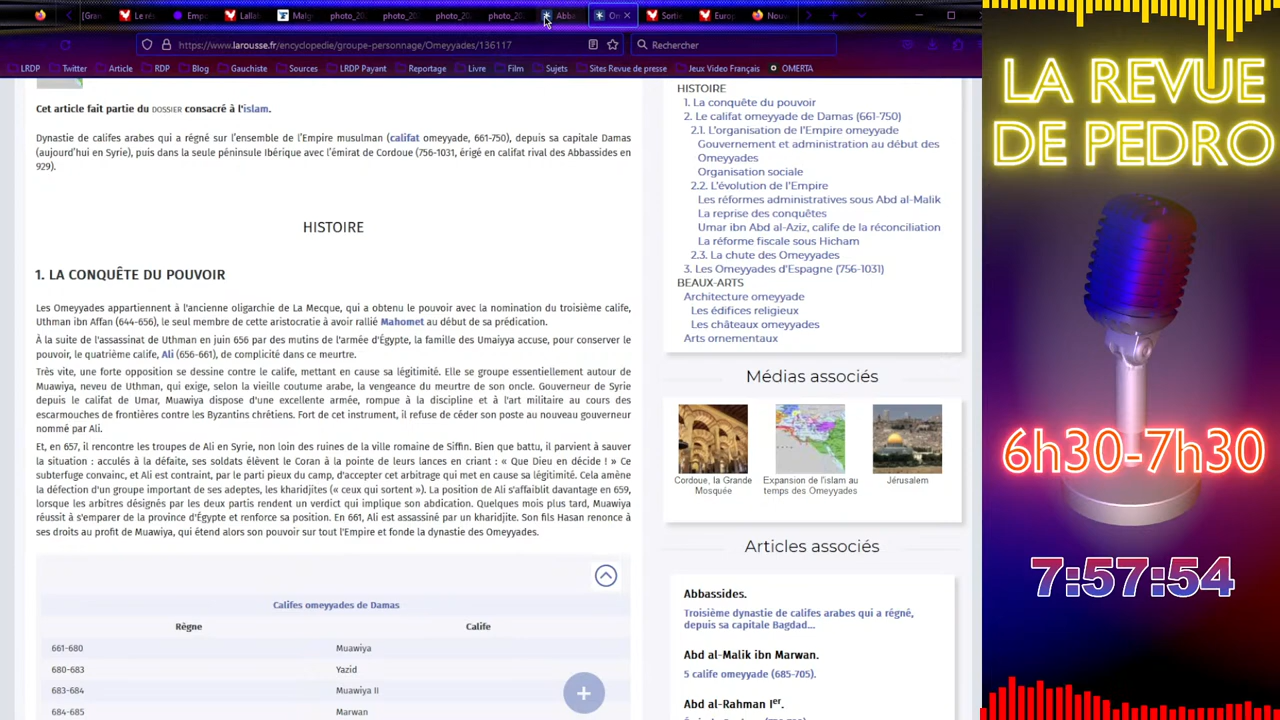 [Gran
Le ré
Empo
Lallat
Malg
photo_20
photo_20
photo_20
photo_20
Abba
On
Sortie
Europ
Nouv
https://www.larousse.fr/encyclopedie/groupe-personnage/Omeyyades/136117
Rechercher
LRDP
Twitter
Article
RDP
Blog
Gauchiste
Sources
LRDP Payant
Reportage
Livre
Film
Sujets
Sites Revue de presse
Jeux Video Français
OMERTA
Cet article fait partie du DOSSIER consacré à l'islam.
Dynastie de califes arabes qui a régné sur l'ensemble de l'Empire musulman (califat omeyyade, 661-750), depuis sa capitale Damas
(aujourd'hui en Syrie), puis dans la seule péninsule Ibérique avec l'émirat de Cordoue (756-1031, érigé en califat rival des Abbassides en
929).
HISTOIRE
1. LA CONQUÊTE DU POUVOIR
Les Omeyyades appartiennent à l'ancienne oligarchie de La Mecque, qui a obtenu le pouvoir avec la nomination du troisième calife,
Uthman ibn Affan (644-656), le seul membre de cette aristocratie à avoir rallié Mahomet au début de sa prédication.
À la suite de l'assassinat de Uthman en juin 656 par des mutins de l'armée d'Égypte, la famille des Umaiyya accuse, pour conserver le
pouvoir, le quatrième calife, Ali (656-661), de complicité dans ce meurtre.
Très vite, une forte opposition se dessine contre le calife, mettant en cause sa légitimité. Elle se groupe essentiellement autour de
Muawiya, neveu de Uthman, qui exige, selon la vieille coutume arabe, la vengeance du meurtre de son oncle. Gouverneur de Syrie
depuis le califat de Umar, Muawiya dispose d'une excellente armée, rompue à la discipline et à l'art militaire au cours des
escarmouches de frontières contre les Byzantins chrétiens. Fort de cet instrument, il refuse de céder son poste au nouveau gouverneur
nommé par Ali.
Et, en 657, il rencontre les troupes de Ali en Syrie, non loin des ruines de la ville romaine de Siffin. Bien que battu, il parvient à sauver
la situation : acculés à la défaite, ses soldats élèvent le Coran à la pointe de leurs lances en criant : « Que Dieu en décide ! » Ce
subterfuge convainc, et Ali est contraint, par le parti pieux du camp, d'accepter cet arbitrage qui met en cause sa légitimité. Cela amène
la défection d'un groupe important de ses adeptes, les kharidjites (« ceux qui sortent »). La position de Ali s'affaiblit davantage en 659,
lorsque les arbitres désignés par les deux partis rendent un verdict qui implique son abdication. Quelques mois plus tard, Muawiya
réussit à s'emparer de la province d'Égypte et renforce sa position. En 661, Ali est assassiné par un kharidjite. Son fils Hasan renonce à
ses droits au profit de Muawiya, qui étend alors son pouvoir sur tout l'Empire et fonde la dynastie des Omeyyades.
Califes omeyyades de Damas
Règne Calife
661-680 Muawiya
680-683 Yazid
683-684 Muawiya II
684-685 Marwan
HISTOIRE
1. La conquête du pouvoir
2. Le califat omeyyade de Damas (661-750)
2.1. L'organisation de l'Empire omeyyade
Gouvernement et administration au début des
Omeyyades
Organisation sociale
2.2. L'évolution de l'Empire
Les réformes administratives sous Abd al-Malik
La reprise des conquêtes
Umar ibn Abd al-Aziz, calife de la réconciliation
La réforme fiscale sous Hicham
2.3. La chute des Omeyyades
3. Les Omeyyades d'Espagne (756-1031)
BEAUX-ARTS
Architecture omeyyade
Les édifices religieux
Les châteaux omeyyades
Arts ornementaux
Médias associés
Cordoue, la Grande
Mosquée
Expansion de l'islam au
temps des Omeyyades
Jérusalem
Articles associés
Abbassides.
Troisième dynastie de califes arabes qui a régné,
depuis sa capitale Bagdad...
Abd al-Malik ibn Marwan.
5 calife omeyyade (685-705).
Abd al-Rahman Ier.
LA REVUE
DE PEDRO
6h30-7h30
7:57:54